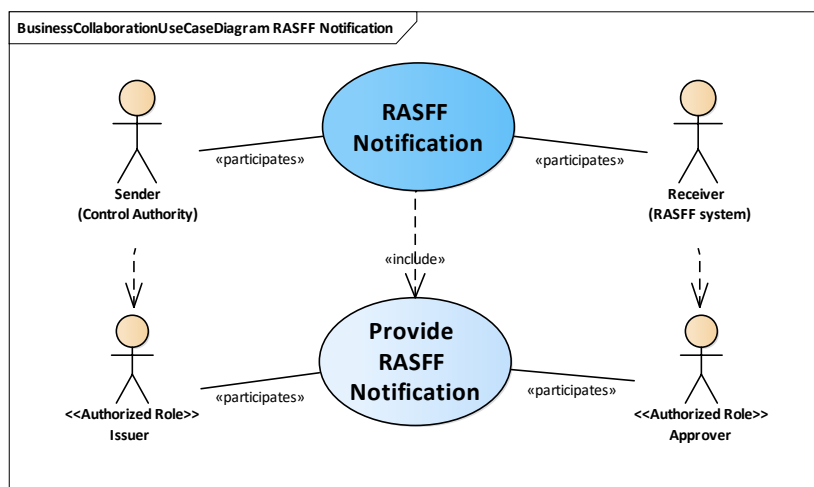 BusinessCollaborationUseCaseDiagram RASFF Notification
RASFF
Notification
«participates»
«participates»
Sender
(Control Authority)
Receiver
(RASFF system)
«include»
Provide
RASFF
Notification
«participates»
«participates»
<<Authorized Role>>
Issuer
<<Authorized Role>>
Approver